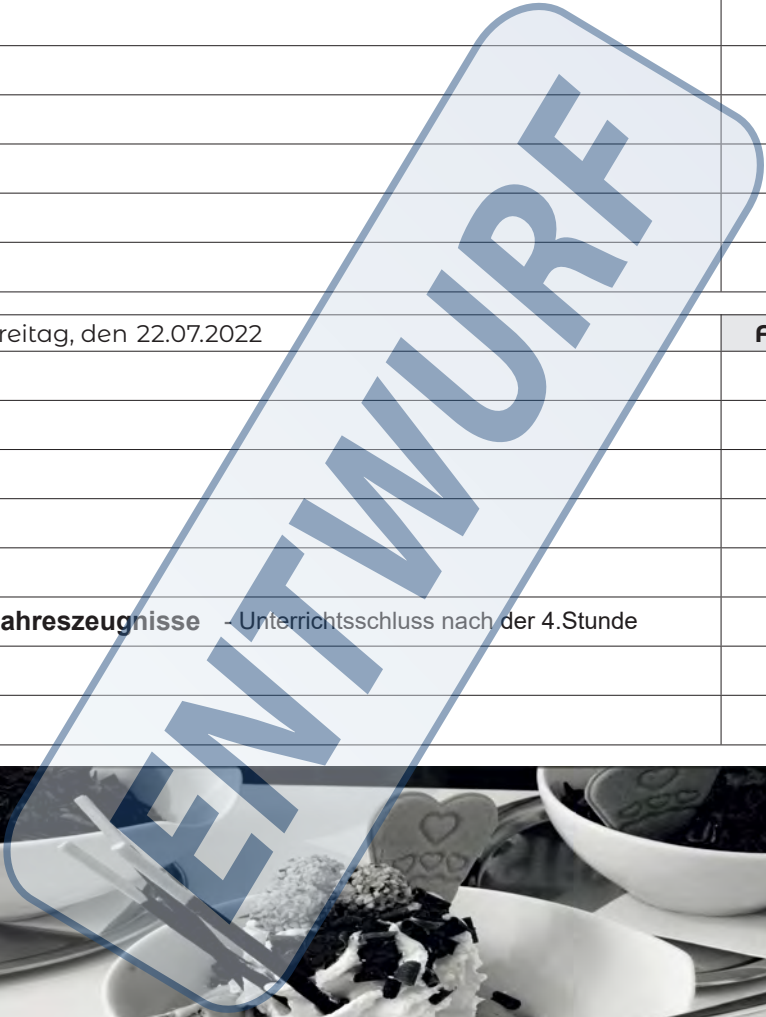 reitag, den 22.07.2022
F
ahreszeugnisse - Unterrichtsschluss nach der 4.Stunde
ENTWURF